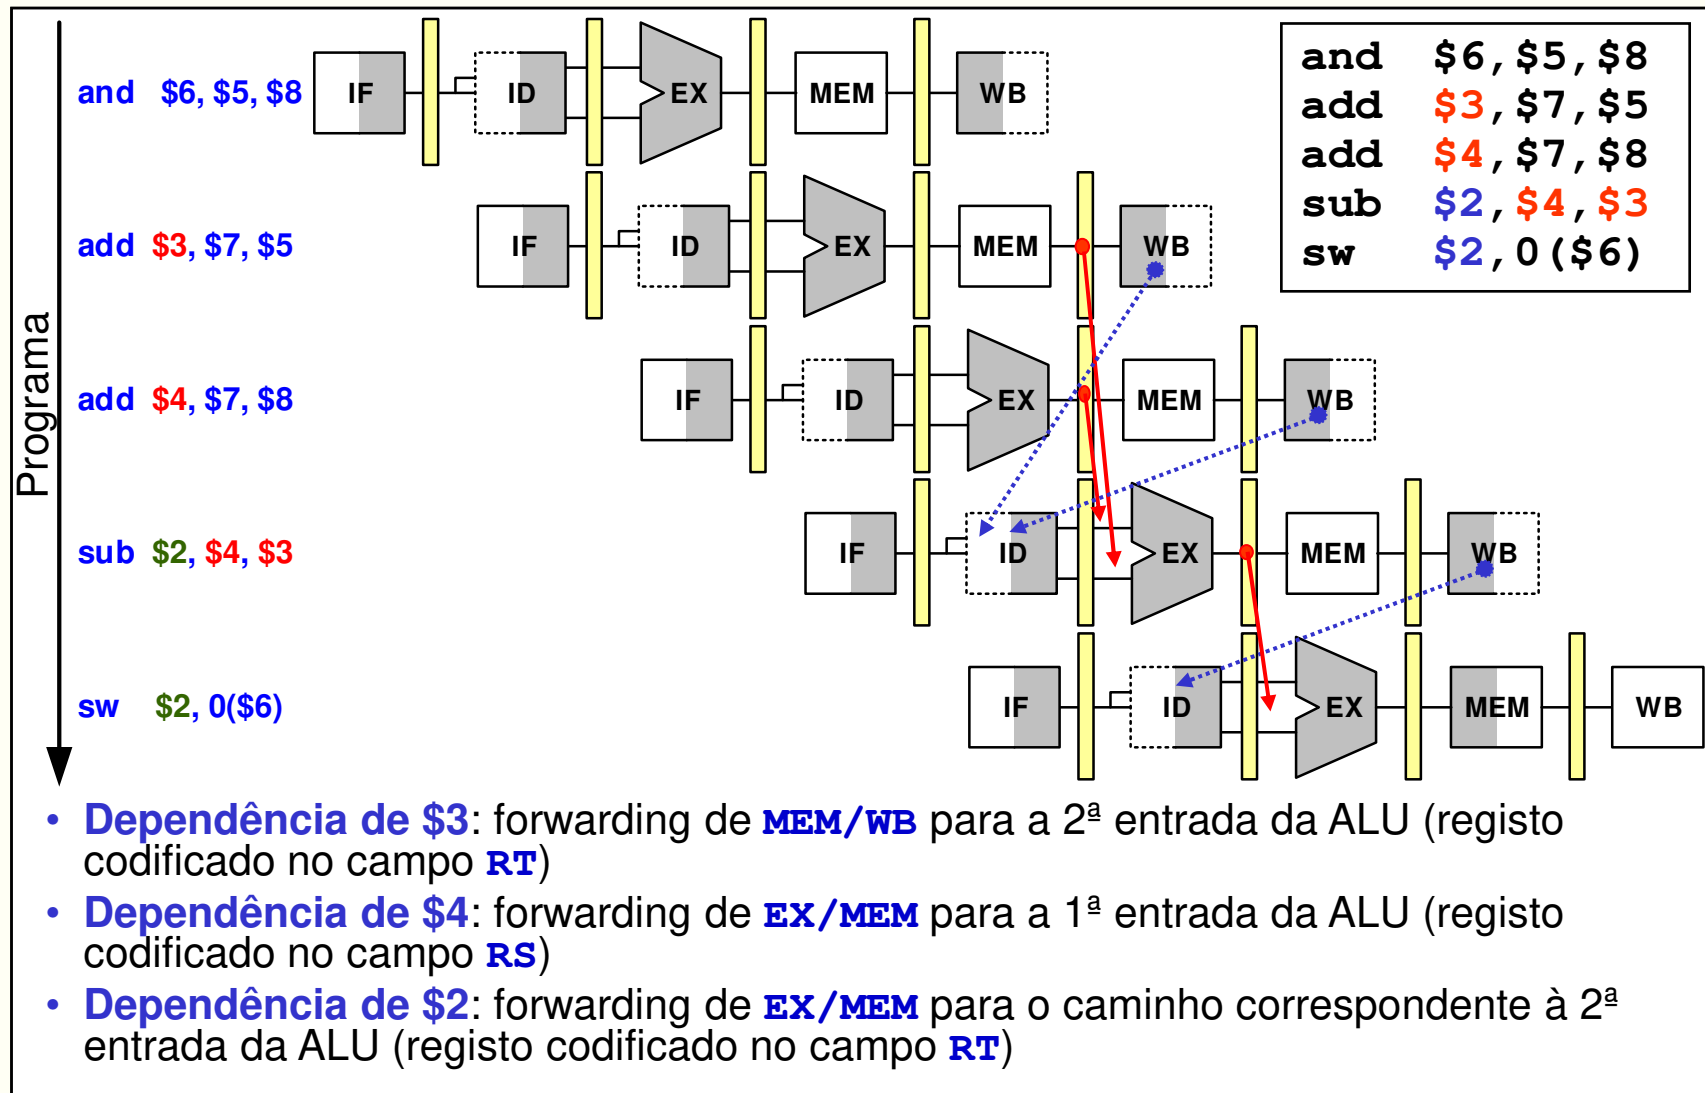 and $6, $5, $8 IF ID EX MEM WB
and $6,$5,$8
add $3,$7,$5
add $4,$7,$8
sub $2,$4,$3
sw $2,0($6)
add $3, $7, $5 IF ID EX MEM WB
Programa
add $4, $7, $8 IF ID EX MEM WB
sub $2, $4, $3 IF ID EX MEM WB
sw $2, 0($6) IF ID EX MEM WB
• Dependência de $3: forwarding de MEM/WB para a 2ª entrada da ALU (registo
codificado no campo RT)
• Dependência de $4: forwarding de EX/MEM para a 1ª entrada da ALU (registo
codificado no campo RS)
• Dependência de $2: forwarding de EX/MEM para o caminho correspondente à 2ª
entrada da ALU (registo codificado no campo RT)